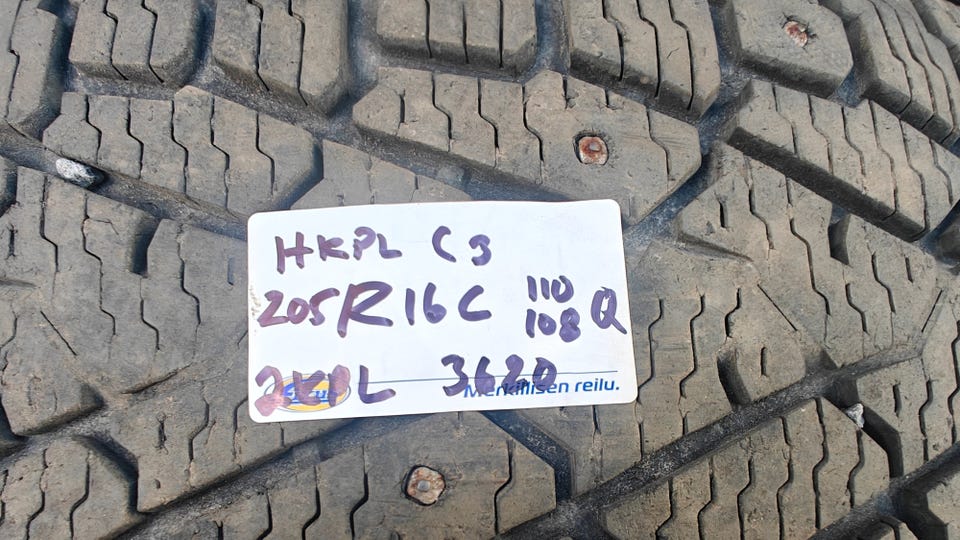 HKPL C3
205R16C 110 108 Q
2KPL 3620
Merkillisen reilu.